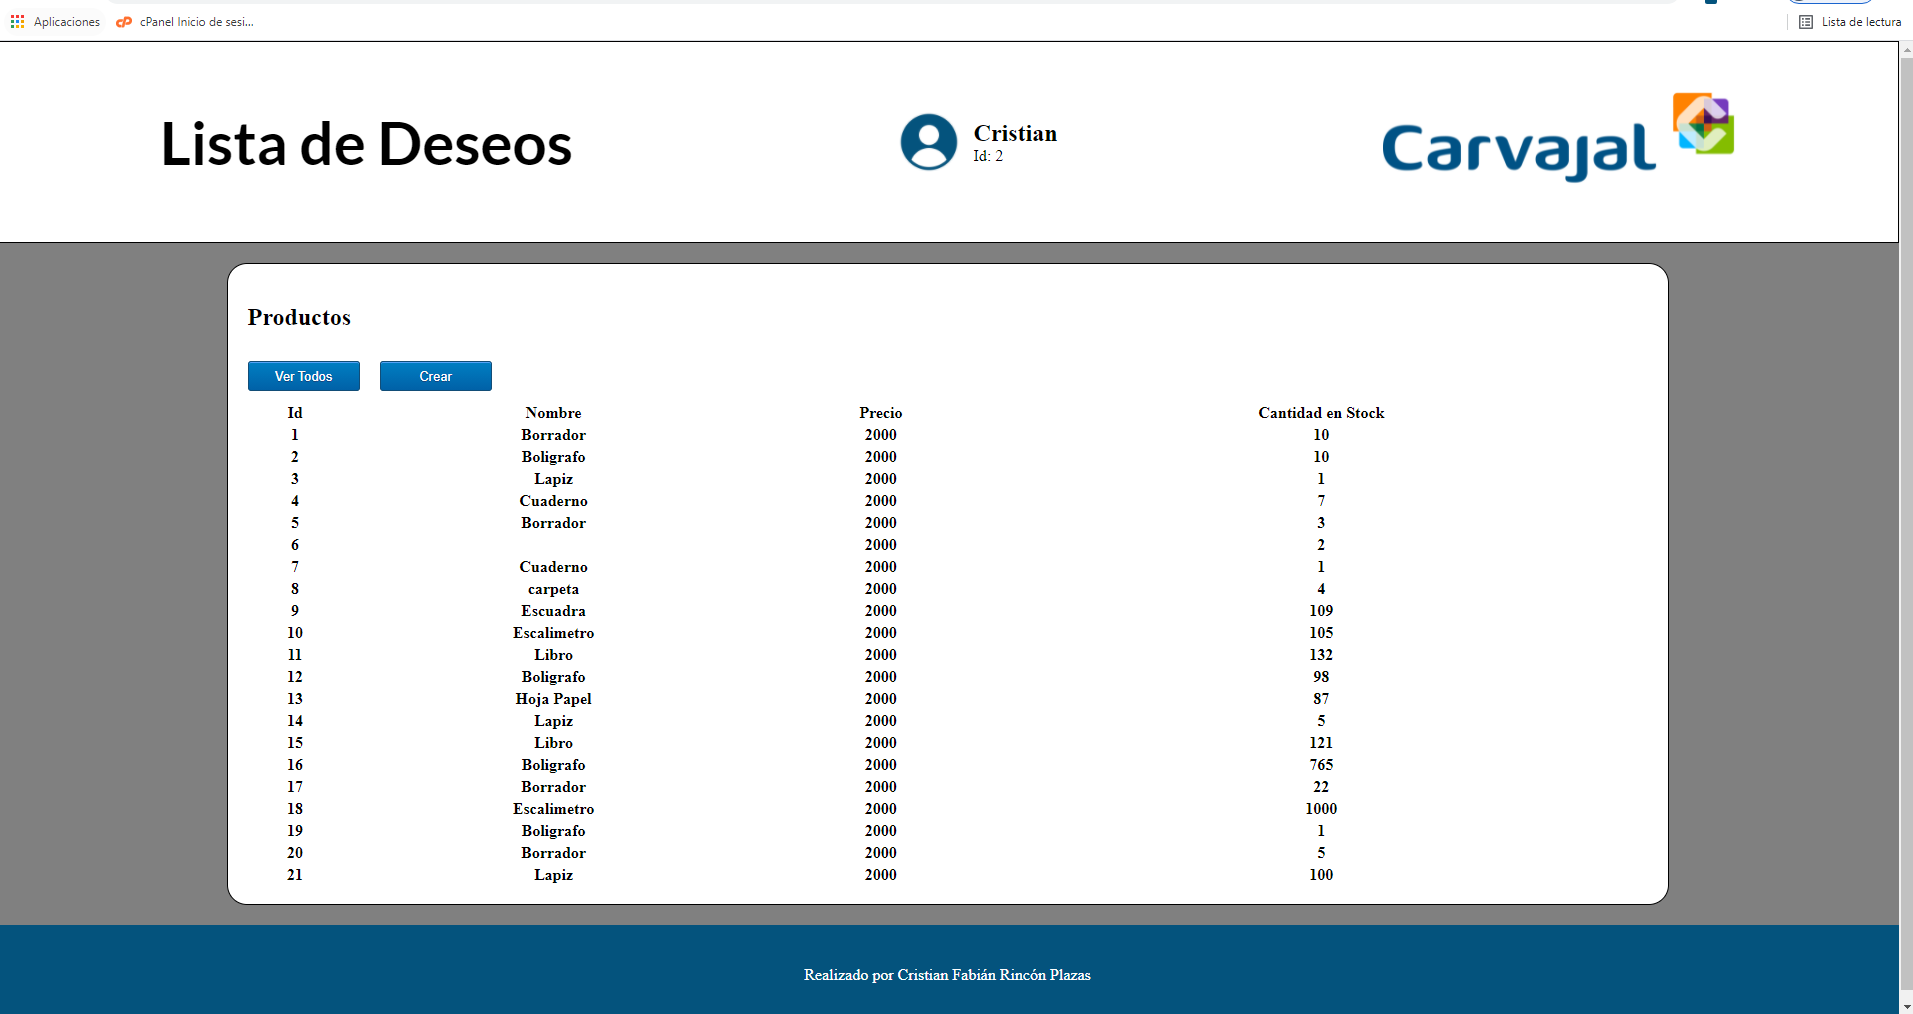 Aplicaciones cPanel Inicio de sesi... Lista de lectura
Lista de Deseos
Cristian
Id: 2
Carvajal
Productos
Ver Todos Crear
Id Nombre Precio Cantidad en Stock
1 Borrador 2000 10
2 Boligrafo 2000 10
3 Lapiz 2000 1
4 Cuaderno 2000 7
5 Borrador 2000 3
6 2000 2
7 Cuaderno 2000 1
8 carpeta 2000 4
9 Escuadra 2000 109
10 Escalimetro 2000 105
11 Libro 2000 132
12 Boligrafo 2000 98
13 Hoja Papel 2000 87
14 Lapiz 2000 5
15 Libro 2000 121
16 Boligrafo 2000 765
17 Borrador 2000 22
18 Escalimetro 2000 1000
19 Boligrafo 2000 1
20 Borrador 2000 5
21 Lapiz 2000 100
Realizado por Cristian Fabián Rincón Plazas